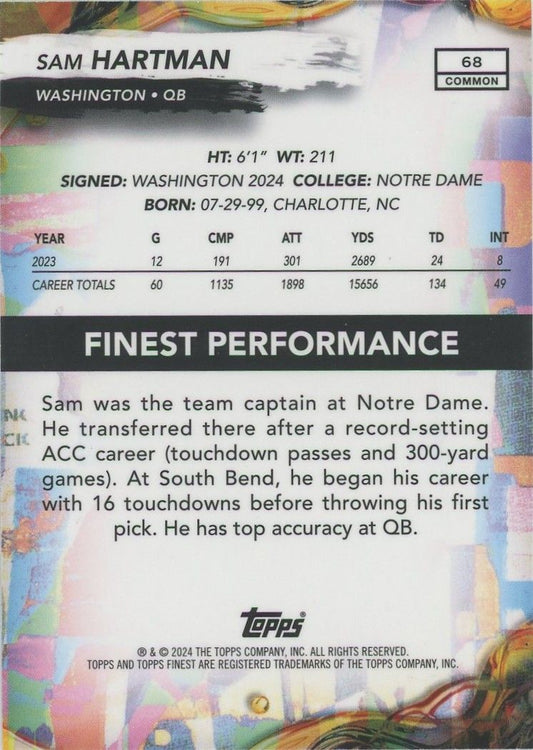 SAM HARTMAN
68
COMMON
WASHINGTON • QB
HT: 6'1" WT: 211
SIGNED: WASHINGTON 2024 COLLEGE: NOTRE DAME
BORN: 07-29-99, CHARLOTTE, NC
YEAR G CMP ATT YDS TD INT
2023 12 191 301 2689 24 8
CAREER TOTALS 60 1135 1898 15656 134 49
FINEST PERFORMANCE
Sam was the team captain at Notre Dame.
He transferred there after a record-setting
ACC career (touchdown passes and 300-yard
games). At South Bend, he began his career
with 16 touchdowns before throwing his first
pick. He has top accuracy at QB.
TOPPS®
® & © 2024 THE TOPPS COMPANY, INC. ALL RIGHTS RESERVED.
TOPPS AND TOPPS FINEST ARE REGISTERED TRADEMARKS OF THE TOPPS COMPANY, INC.